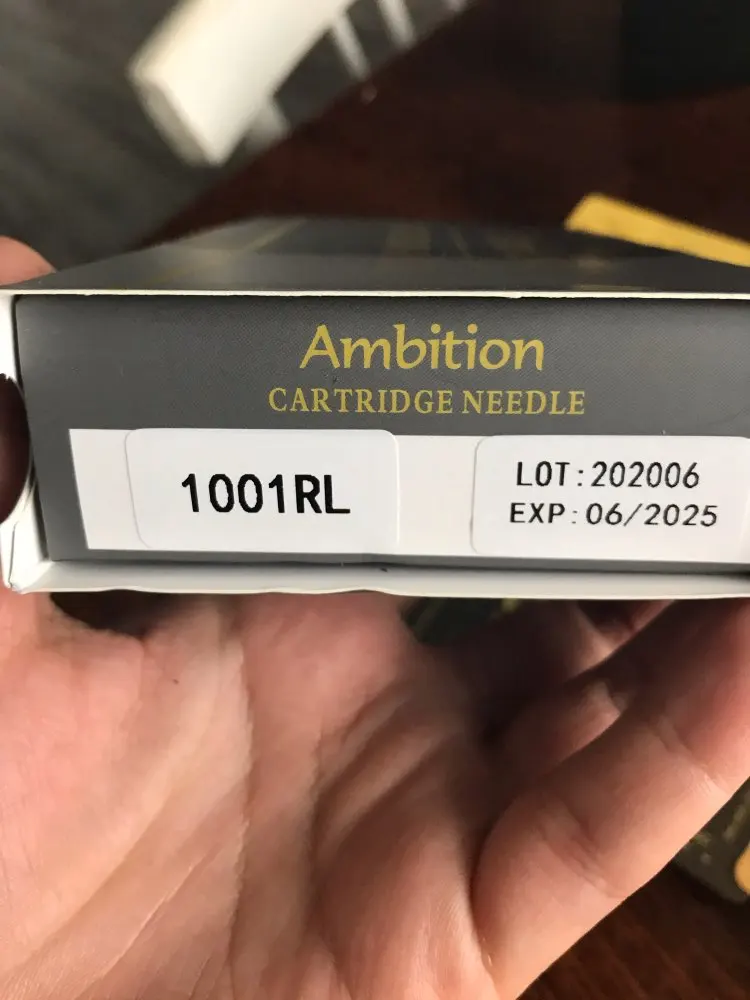 Ambition
CARTRIDGE NEEDLE
1001RL
LOT:202006
EXP:06/2025